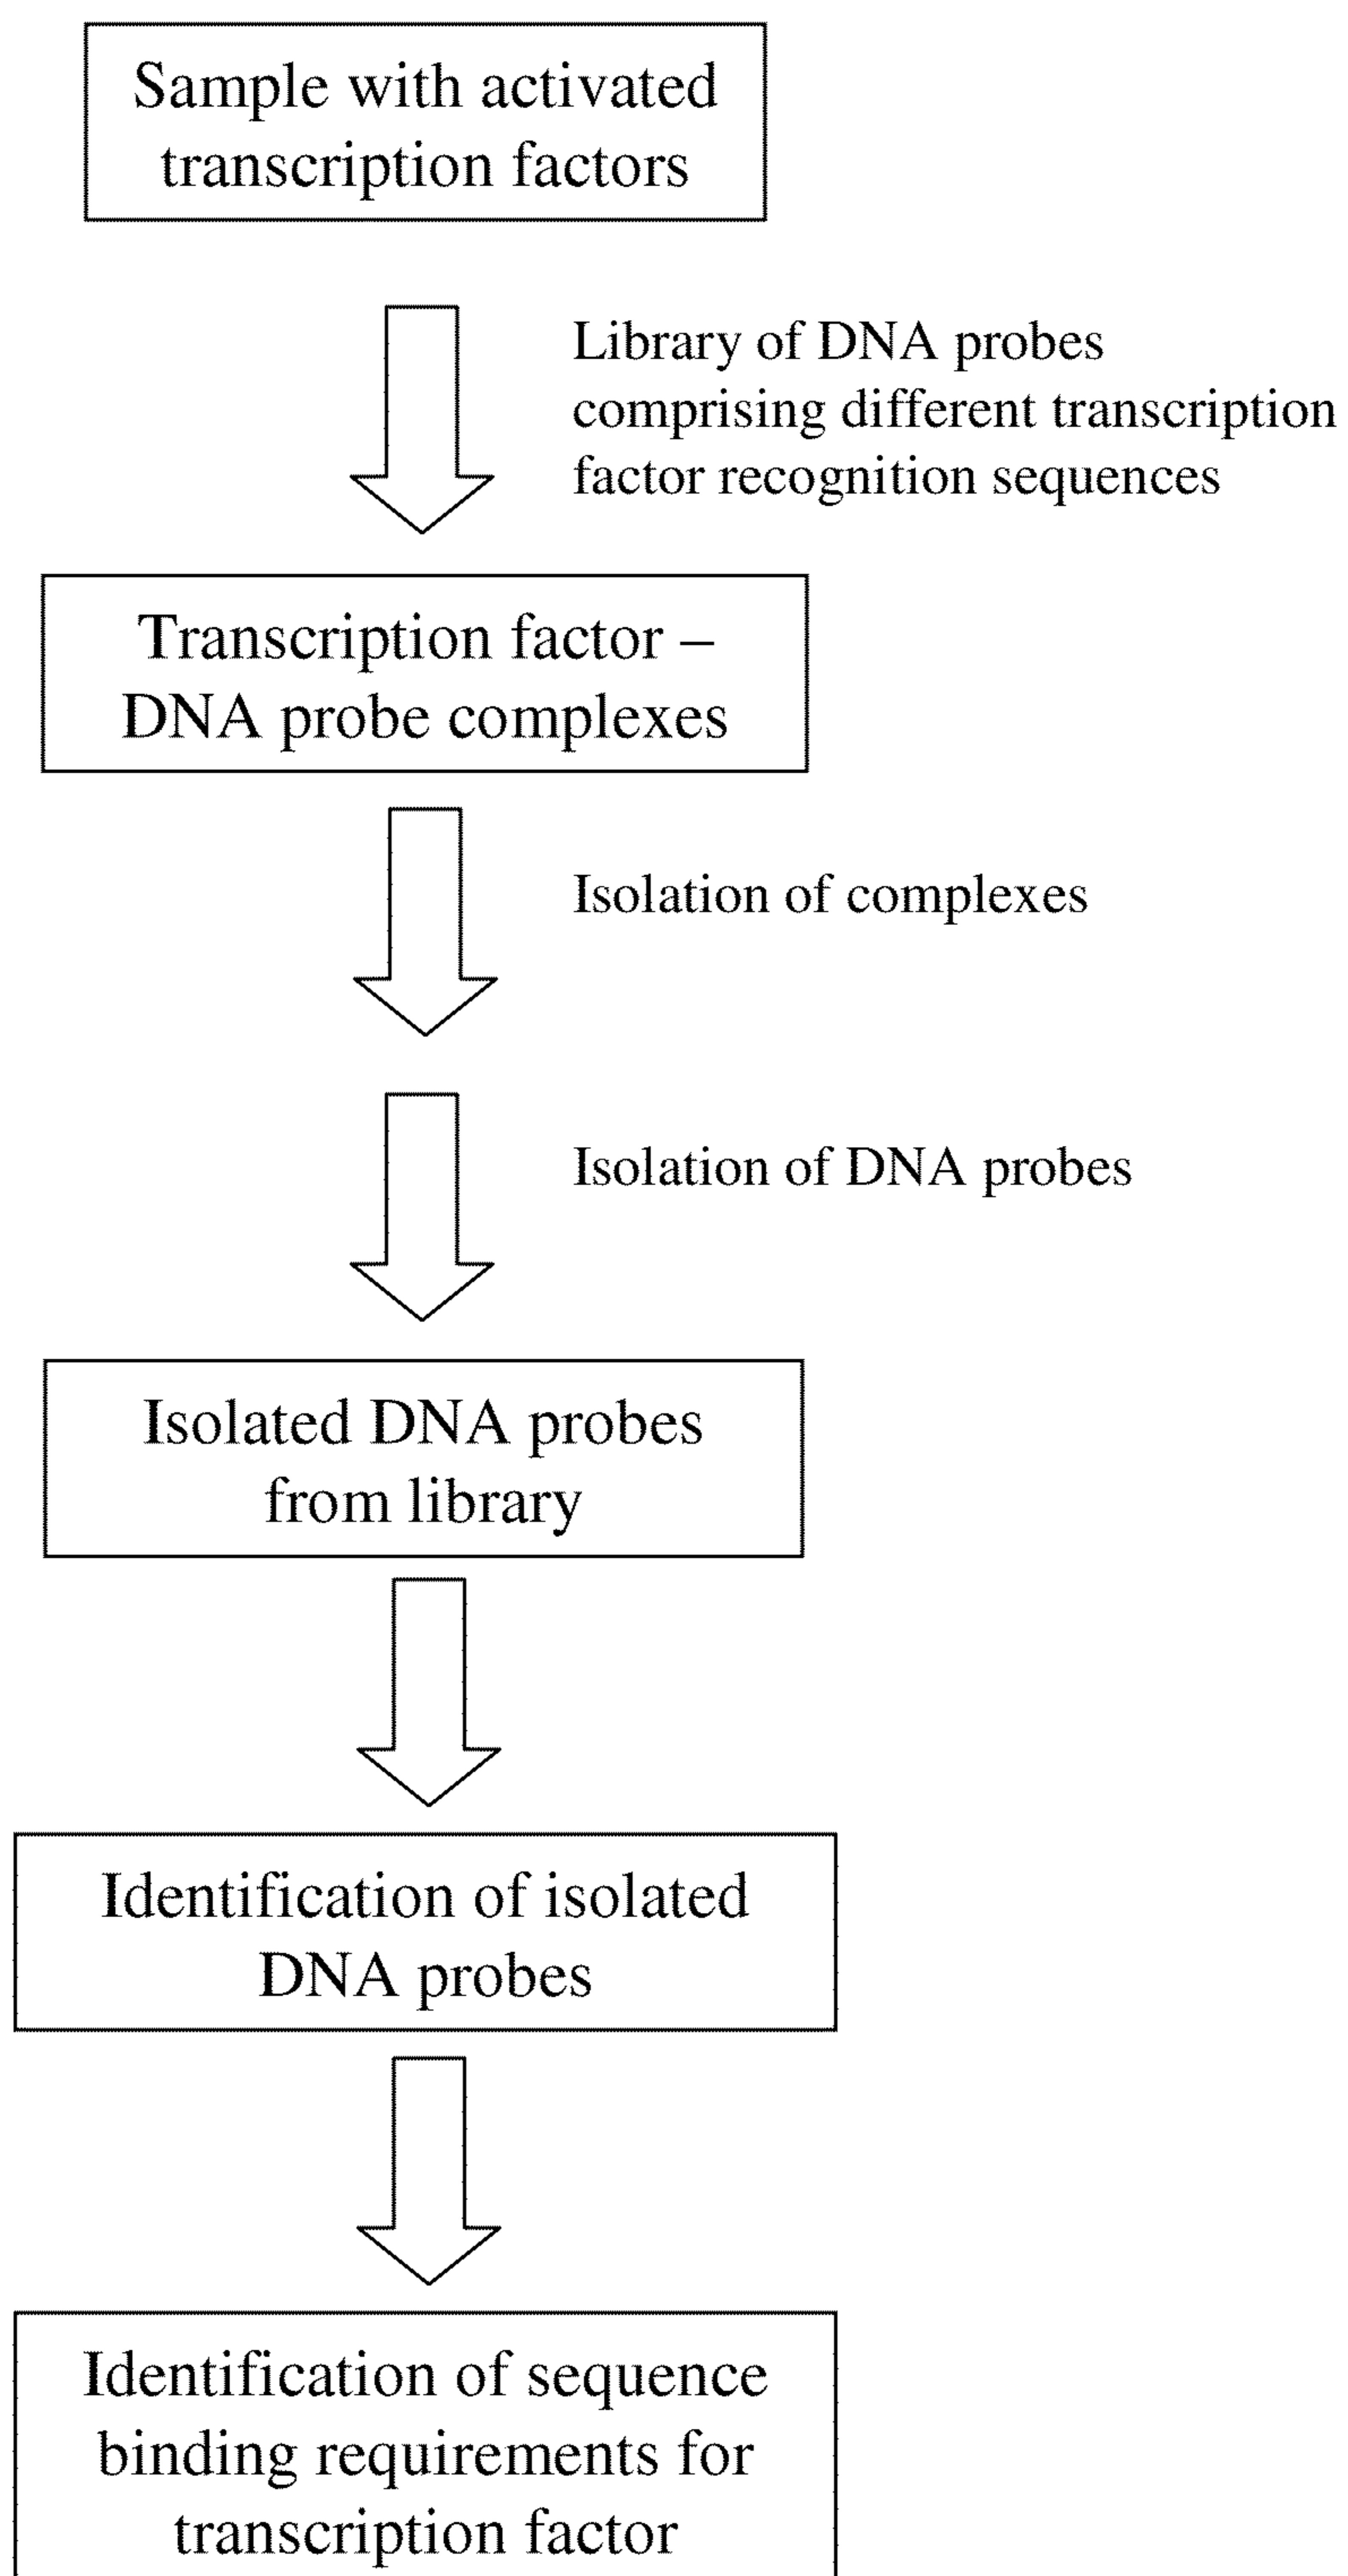 Sample with activated
transcription factors
Library of DNA probes
comprising different transcription
factor recognition sequences
Transcription factor –
DNA probe complexes
Isolation of complexes
Isolation of DNA probes
Isolated DNA probes
from library
Identification of isolated
DNA probes
Identification of sequence
binding requirements for
transcription factor